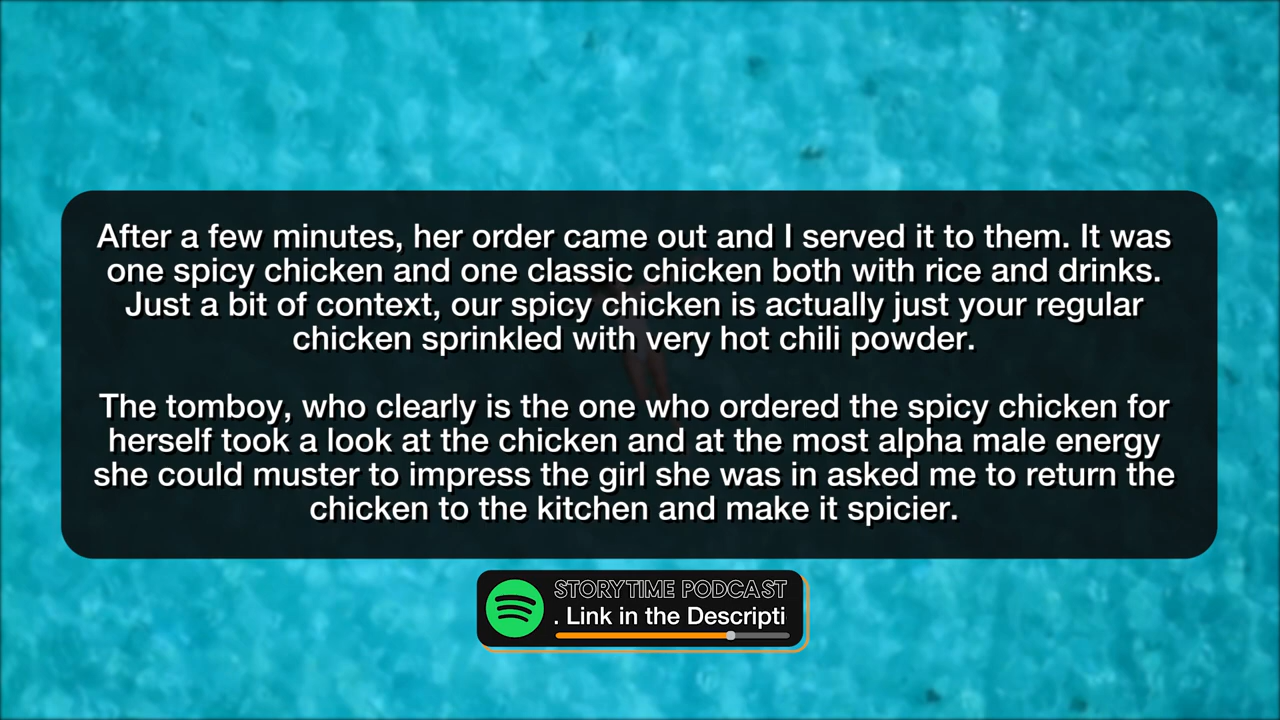 After a few minutes, her order came out and I served it to them. It was
one spicy chicken and one classic chicken both with rice and drinks.
Just a bit of context, our spicy chicken is actually just your regular
chicken sprinkled with very hot chili powder.
The tomboy, who clearly is the one who ordered the spicy chicken for
herself took a look at the chicken and at the most alpha male energy
she could muster to impress the girl she was in asked me to return the
chicken to the kitchen and make it spicier.
STORYTIME PODCAST
. Link in the Descripti